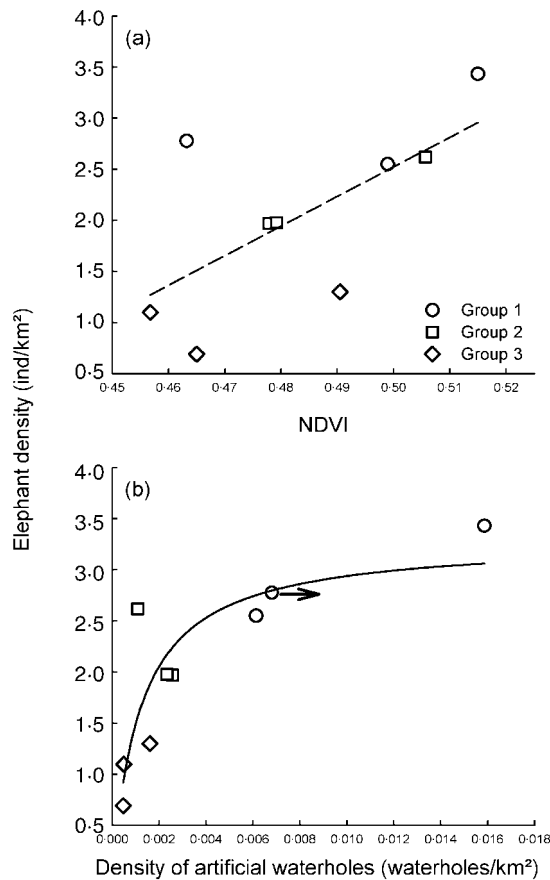 (a)
4·0
3·5
3·0
2·5
2·0
1·5
1·0
0·5
0·45 0·46 0·47 0·48 0·49 0·50 0·51 0·52
NDVI
Group 1
Group 2
Group 3
Elephant density (ind/km²)
(b)
4·0
3·5
3·0
2·5
2·0
1·5
1·0
0·5
0·000 0·002 0·004 0·006 0·008 0·010 0·012 0·014 0·016 0·018
Density of artificial waterholes (waterholes/km²)